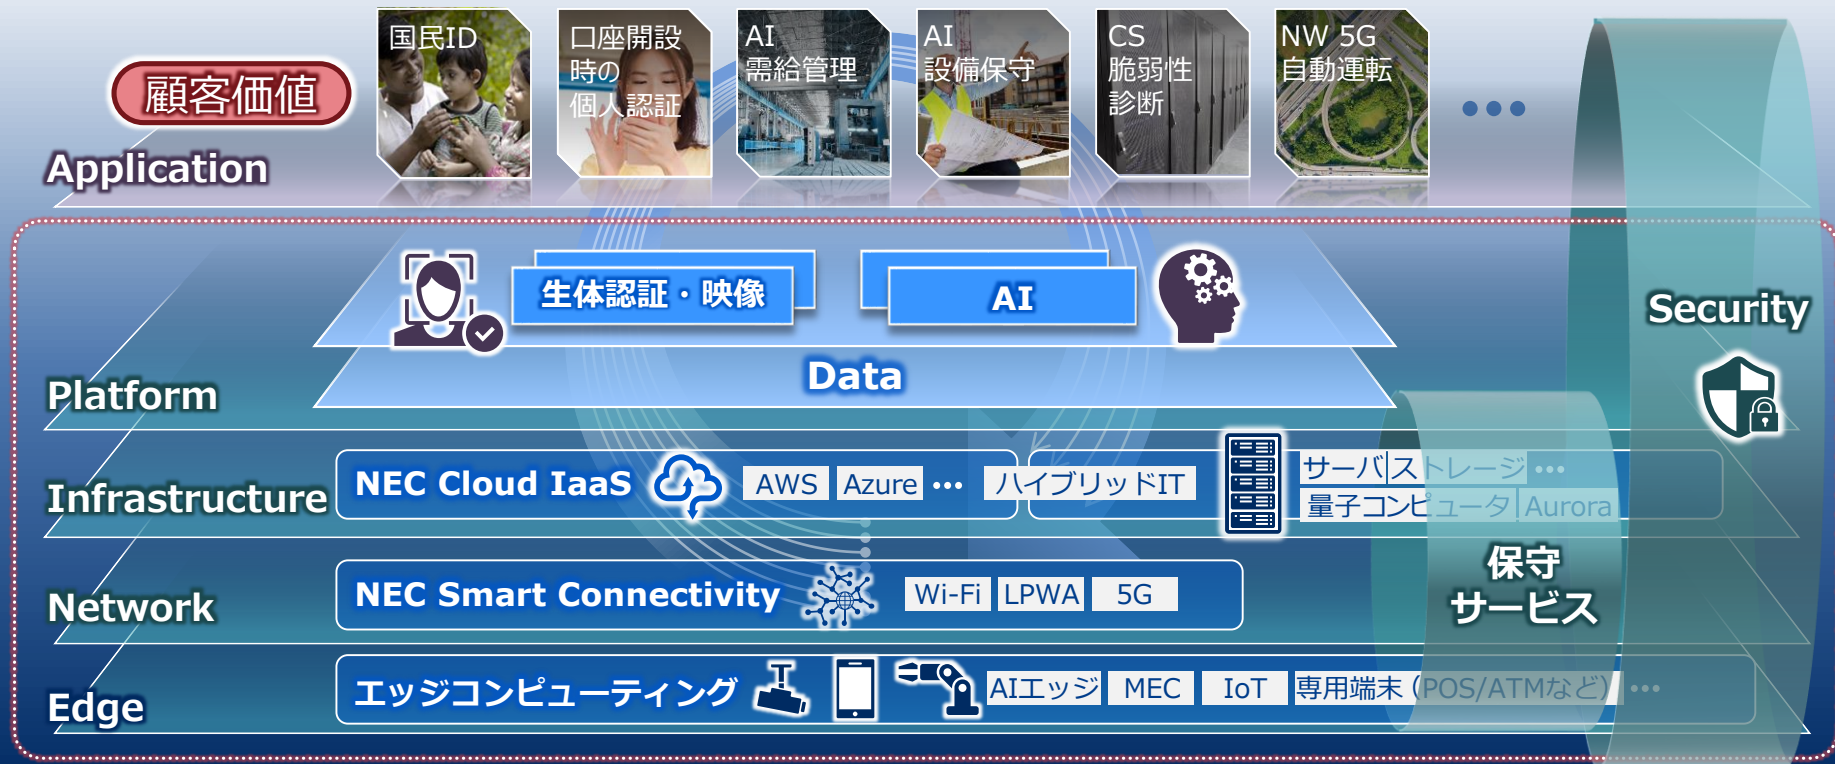 顧客価値
Application
国民ID
口座開設
時の
個人認証
AI
需給管理
AI
設備保守
CS
脆弱性
診断
NW 5G
自動運転
•••
生体認証・映像
AI
Data
Platform
Security
Infrastructure
NEC Cloud IaaS
AWS Azure •••
ハイブリッドIT
サーバ ストレージ •••
量子コンピュータ Aurora
保守
サービス
Network
NEC Smart Connectivity
Wi-Fi LPWA 5G
Edge
エッジコンピューティング
AIエッジ MEC IoT 専用端末（POS/ATMなど） •••